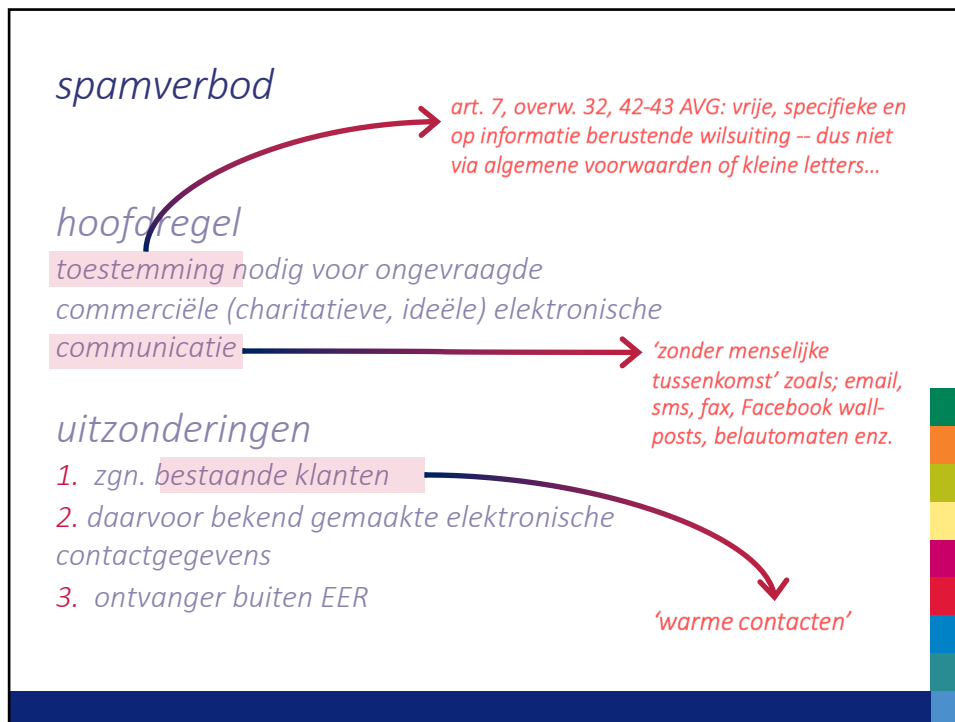 spamverbod
art. 7, overw. 32, 42-43 AVG: vrije, specifieke en
op informatie berustende wilsuiting -- dus niet
via algemene voorwaarden of kleine letters…
hoofdregel
toestemming nodig voor ongevraagde
commerciële (charitatieve, ideële) elektronische
communicatie
‘zonder menselijke
tussenkomst’ zoals; email,
sms, fax, Facebook wall-
posts, belautomaten enz.
uitzonderingen
1. zgn. bestaande klanten
2. daarvoor bekend gemaakte elektronische
contactgegevens
3. ontvanger buiten EER
‘warme contacten’